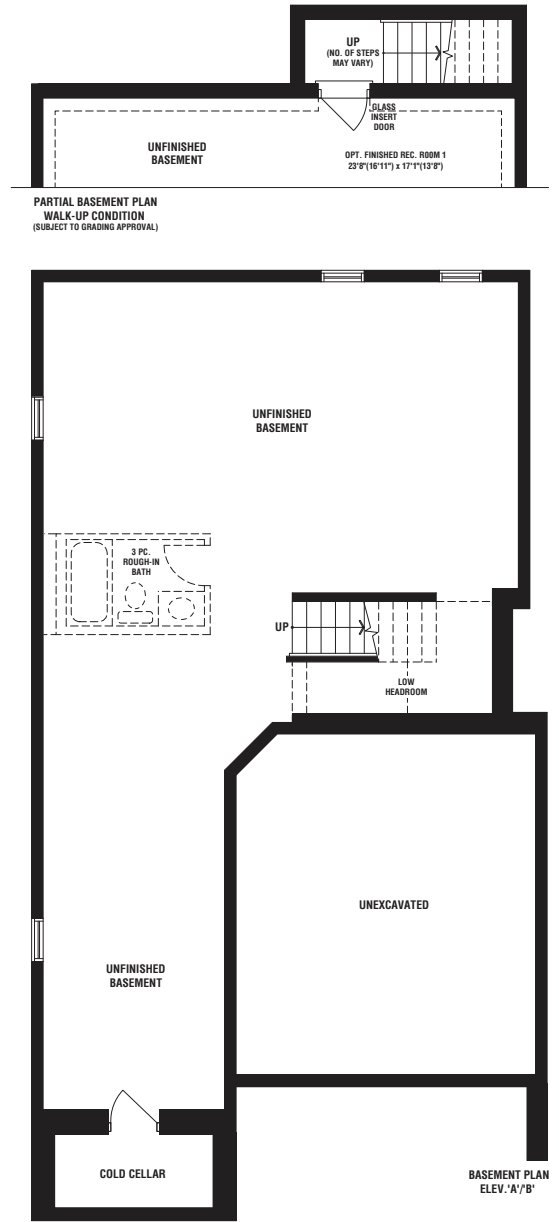 UP
(NO. OF STEPS
MAY VARY)
GLASS
INSERT
DOOR
UNFINISHED
BASEMENT
OPT. FINISHED REC. ROOM 1
23'8"(16'11") x 17'1"(13'8")
PARTIAL BASEMENT PLAN
WALK-UP CONDITION
(SUBJECT TO GRADING APPROVAL)
UNFINISHED
BASEMENT
3 PC.
ROUGH-IN
BATH
UP
LOW
HEADROOM
UNEXCAVATED
UNFINISHED
BASEMENT
COLD CELLAR
BASEMENT PLAN
ELEV.'A'/'B'